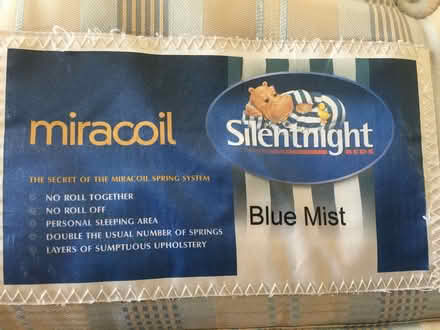 miracoil
THE SECRET OF THE MIRACOIL SPRING SYSTEM
NO ROLL TOGETHER
NO ROLL OFF
PERSONAL SLEEPING AREA
DOUBLE THE USUAL NUMBER OF SPRINGS
LAYERS OF SUMPTUOUS UPHOLSTERY
Silentnight
BEDS
Blue Mist